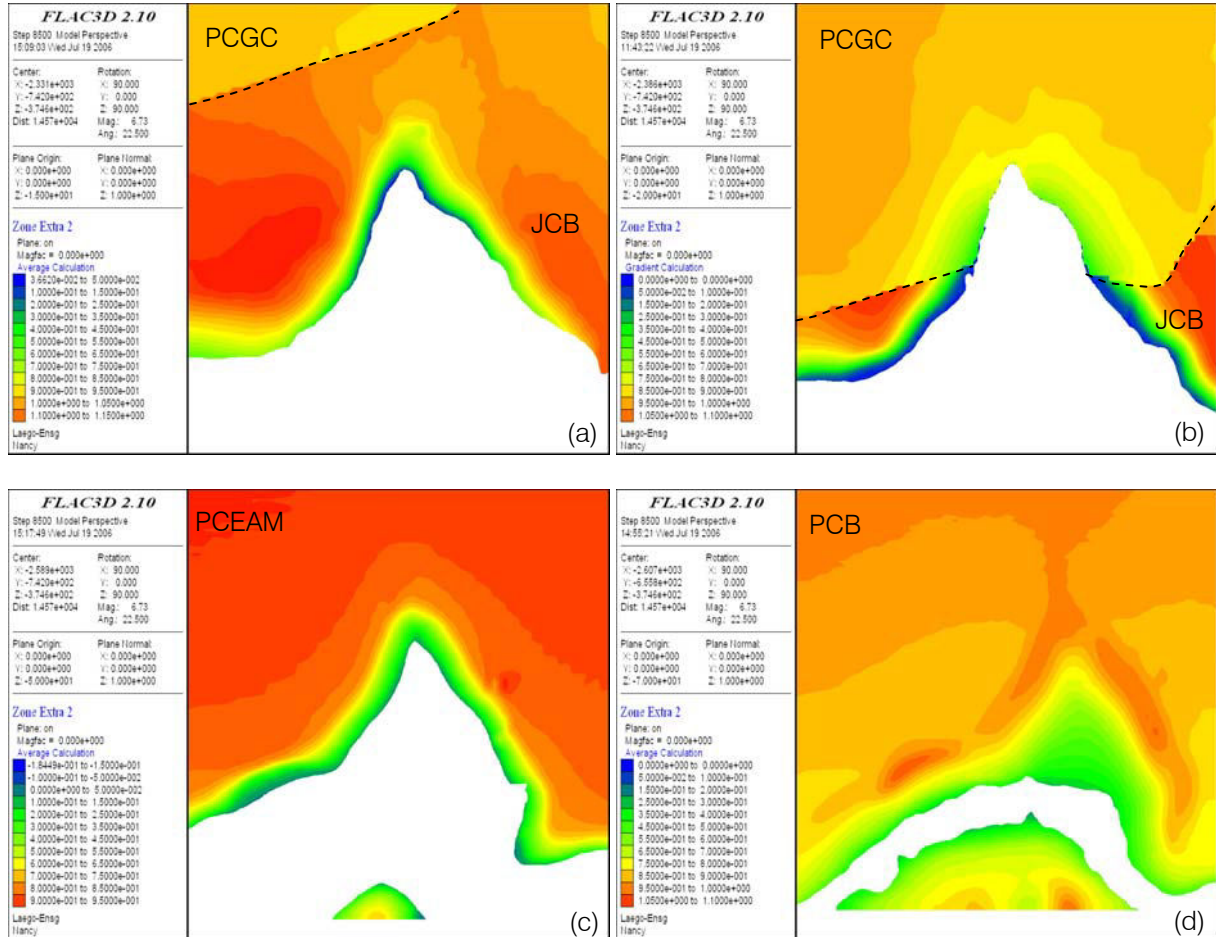 FLAC3D 2.10
Step 8500 Model Perspective
15:09:03 Wed Jul 19 2006
Center: Rotation:
X: -2.331e+003 X: 90.000
Y: -7.420e+002 Y: 0.000
Z: -3.746e+002 Z: 90.000
Dist: 1.457e+004 Mag.: 6.73
Ang.: 22.500
Plane Origin: Plane Normal:
X: 0.000e+000 X: 0.000e+000
Y: 0.000e+000 Y: 0.000e+000
Z: -1.500e+001 Z: 1.000e+000
Zone Extra 2
Plane: on
Magfac = 0.000e+000
Average Calculation
3.6620e-002 to 5.0000e-002
1.0000e-001 to 1.5000e-001
2.0000e-001 to 2.5000e-001
3.0000e-001 to 3.5000e-001
4.0000e-001 to 4.5000e-001
5.0000e-001 to 5.5000e-001
6.0000e-001 to 6.5000e-001
7.0000e-001 to 7.5000e-001
8.0000e-001 to 8.5000e-001
9.0000e-001 to 9.5000e-001
1.0000e+000 to 1.0500e+000
1.1000e+000 to 1.1500e+000
Laego-Ensg
Nancy
PCGC
JCB
(a)
FLAC3D 2.10
Step 8500 Model Perspective
11:43:22 Wed Jul 19 2006
Center: Rotation:
X: -2.386e+003 X: 90.000
Y: -7.420e+002 Y: 0.000
Z: -3.746e+002 Z: 90.000
Dist: 1.457e+004 Mag.: 6.73
Ang.: 22.500
Plane Origin: Plane Normal:
X: 0.000e+000 X: 0.000e+000
Y: 0.000e+000 Y: 0.000e+000
Z: -2.000e+001 Z: 1.000e+000
Zone Extra 2
Plane: on
Magfac = 0.000e+000
Gradient Calculation
0.0000e+000 to 0.0000e+000
5.0000e-002 to 1.0000e-001
1.5000e-001 to 2.0000e-001
2.5000e-001 to 3.0000e-001
3.5000e-001 to 4.0000e-001
4.5000e-001 to 5.0000e-001
5.5000e-001 to 6.0000e-001
6.5000e-001 to 7.0000e-001
7.5000e-001 to 8.0000e-001
8.5000e-001 to 9.0000e-001
9.5000e-001 to 1.0000e+000
1.0500e+000 to 1.1000e+000
Laego-Ensg
Nancy
PCGC
JCB
(b)
FLAC3D 2.10
Step 8500 Model Perspective
15:17:49 Wed Jul 19 2006
Center: Rotation:
X: -2.589e+003 X: 90.000
Y: -7.420e+002 Y: 0.000
Z: -3.746e+002 Z: 90.000
Dist: 1.457e+004 Mag.: 6.73
Ang.: 22.500
Plane Origin: Plane Normal:
X: 0.000e+000 X: 0.000e+000
Y: 0.000e+000 Y: 0.000e+000
Z: -5.000e+001 Z: 1.000e+000
Zone Extra 2
Plane: on
Magfac = 0.000e+000
Average Calculation
-1.8449e-001 to -1.5000e-001
-1.0000e-001 to -5.0000e-002
0.0000e+000 to 5.0000e-002
1.0000e-001 to 1.5000e-001
2.0000e-001 to 2.5000e-001
3.0000e-001 to 3.5000e-001
4.0000e-001 to 4.5000e-001
5.0000e-001 to 5.5000e-001
6.0000e-001 to 6.5000e-001
7.0000e-001 to 7.5000e-001
8.0000e-001 to 8.5000e-001
9.0000e-001 to 9.5000e-001
Laego-Ensg
Nancy
PCEAM
(c)
FLAC3D 2.10
Step 8500 Model Perspective
14:55:21 Wed Jul 19 2006
Center: Rotation:
X: -2.607e+003 X: 90.000
Y: -6.558e+002 Y: 0.000
Z: -3.746e+002 Z: 90.000
Dist: 1.457e+004 Mag.: 6.73
Ang.: 22.500
Plane Origin: Plane Normal:
X: 0.000e+000 X: 0.000e+000
Y: 0.000e+000 Y: 0.000e+000
Z: -7.000e+001 Z: 1.000e+000
Zone Extra 2
Plane: on
Magfac = 0.000e+000
Average Calculation
0.0000e+000 to 0.0000e+000
5.0000e-002 to 1.0000e-001
1.5000e-001 to 2.0000e-001
2.5000e-001 to 3.0000e-001
3.5000e-001 to 4.0000e-001
4.5000e-001 to 5.0000e-001
5.5000e-001 to 6.0000e-001
6.5000e-001 to 7.0000e-001
7.5000e-001 to 8.0000e-001
8.5000e-001 to 9.0000e-001
9.5000e-001 to 1.0000e+000
1.0500e+000 to 1.1000e+000
Laego-Ensg
Nancy
PCB
(d)